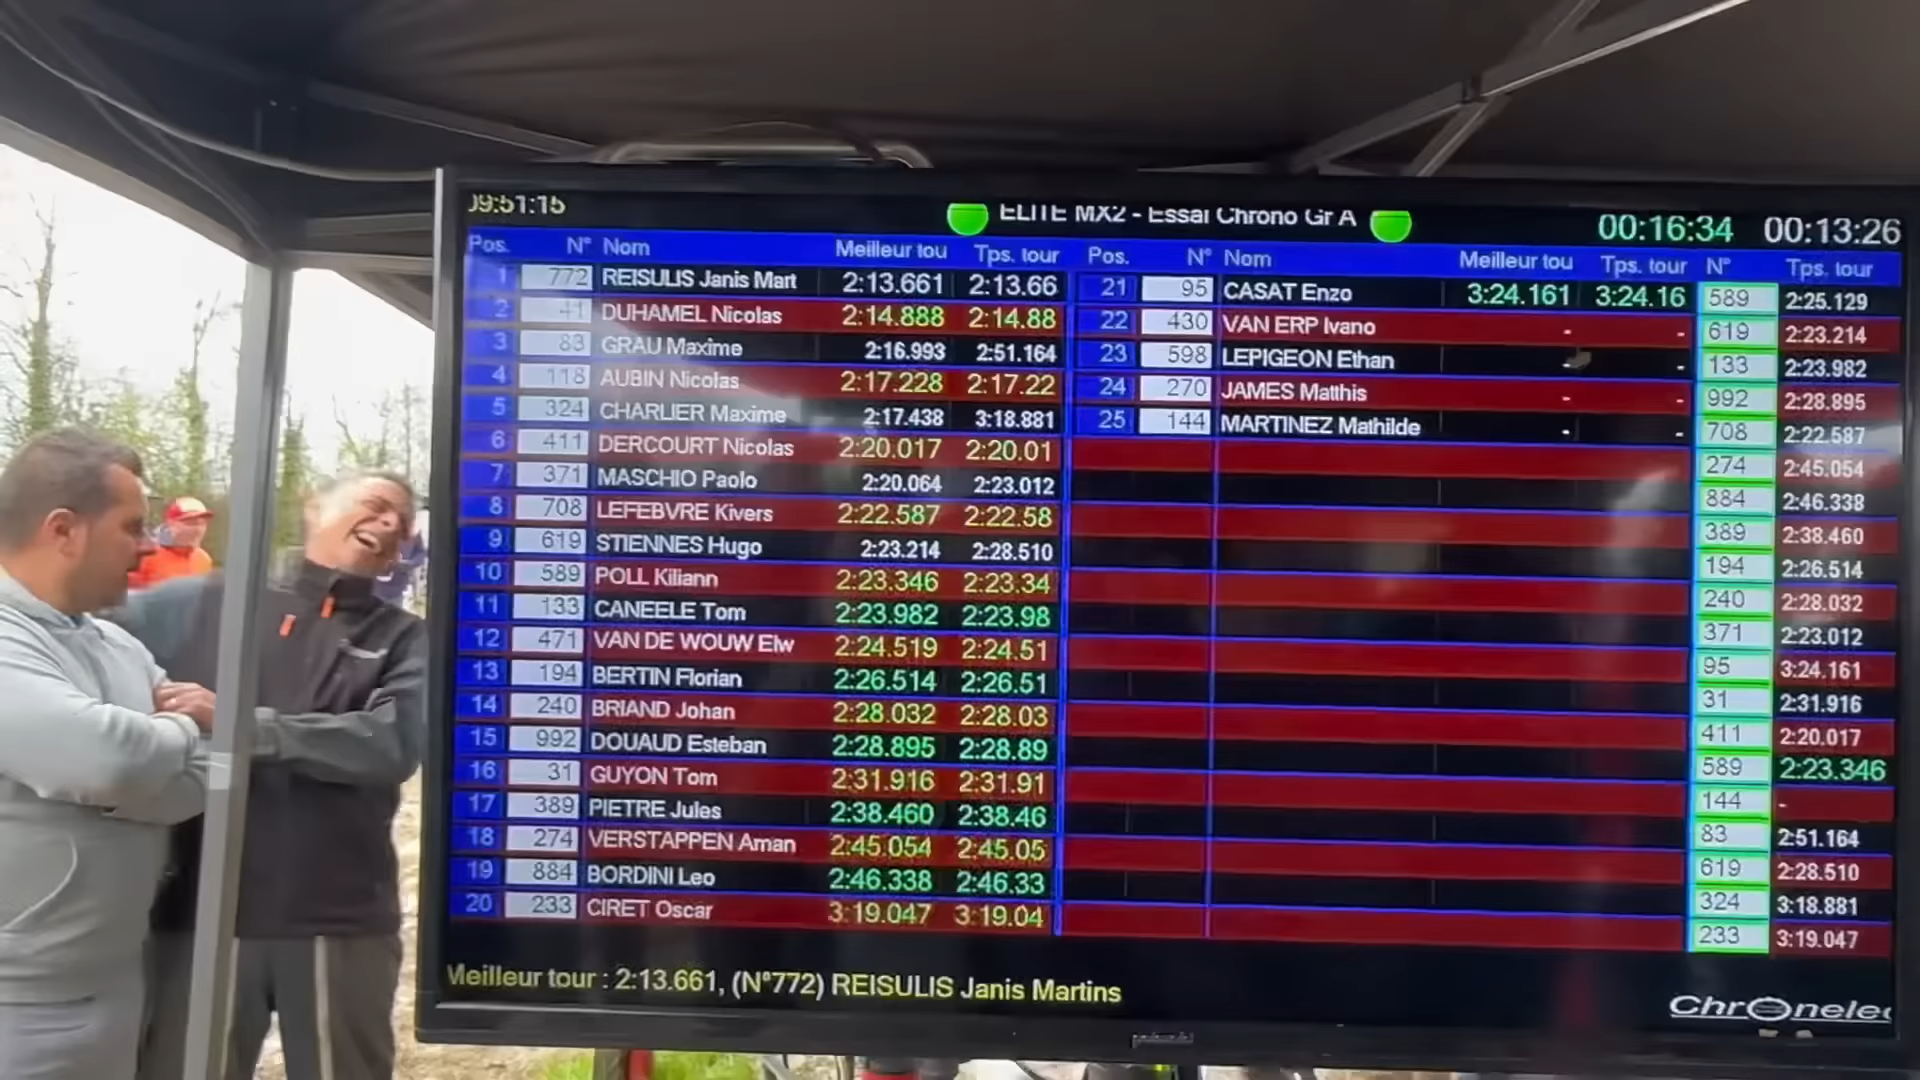 09:51:15 ELITE MX2 - Essai Chrono Gr A 00:16:34 00:13:26
Pos. N° Nom Meilleur tou Tps. tour Pos. N° Nom Meilleur tou Tps. tour N° Tps. tour
1 772 REISULIS Janis Mart 2:13.661 2:13.66 21 95 CASAT Enzo 3:24.161 3:24.16 589 2:25.129
2 41 DUHAMEL Nicolas 2:14.888 2:14.88 22 430 VAN ERP Ivano - - 619 2:23.214
3 83 GRAU Maxime 2:16.993 2:51.164 23 598 LEPIGEON Ethan - - 133 2:23.982
4 118 AUBIN Nicolas 2:17.228 2:17.22 24 270 JAMES Matthis - - 992 2:28.895
5 324 CHARLIER Maxime 2:17.438 3:18.881 25 144 MARTINEZ Mathilde - - 708 2:22.587
6 411 DERCOURT Nicolas 2:20.017 2:20.01 274 2:45.054
7 371 MASCHIO Paolo 2:20.064 2:23.012 884 2:46.338
8 708 LEFEBVRE Kivers 2:22.587 2:22.58 389 2:38.460
9 619 STIENNES Hugo 2:23.214 2:28.510 194 2:26.514
10 589 POLL Kiliann 2:23.346 2:23.34 240 2:28.032
11 133 CANEELE Tom 2:23.982 2:23.98 371 2:23.012
12 471 VAN DE WOUW Elw 2:24.519 2:24.51 95 3:24.161
13 194 BERTIN Florian 2:26.514 2:26.51 31 2:31.916
14 240 BRIAND Johan 2:28.032 2:28.03 411 2:20.017
15 992 DOUAUD Esteban 2:28.895 2:28.89 589 2:23.346
16 31 GUYON Tom 2:31.916 2:31.91 144 -
17 389 PIETRE Jules 2:38.460 2:38.46 83 2:51.164
18 274 VERSTAPPEN Aman 2:45.054 2:45.05 619 2:28.510
19 884 BORDINI Leo 2:46.338 2:46.33 324 3:18.881
20 233 CIRET Oscar 3:19.047 3:19.04 233 3:19.047
Meilleur tour : 2:13.661, (N°772) REISULIS Janis Martins
Chronelec